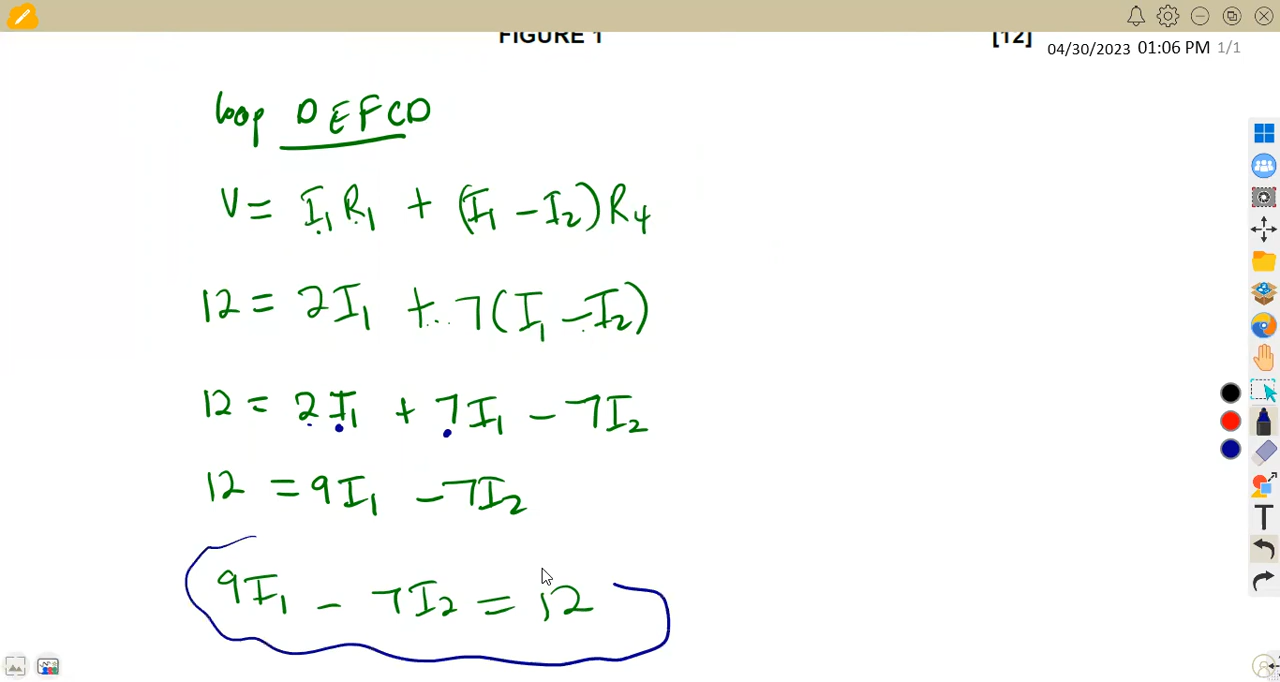 FIGURE 1 [12]
04/30/2023 01:06 PM 1/1
loop DEFCD
V = I₁R₁ + (I₁ - I₂)R₄
12 = 2I₁ + 7(I₁ - I₂)
12 = 2I₁ + 7I₁ - 7I₂
12 = 9I₁ - 7I₂
9I₁ - 7I₂ = 12
T